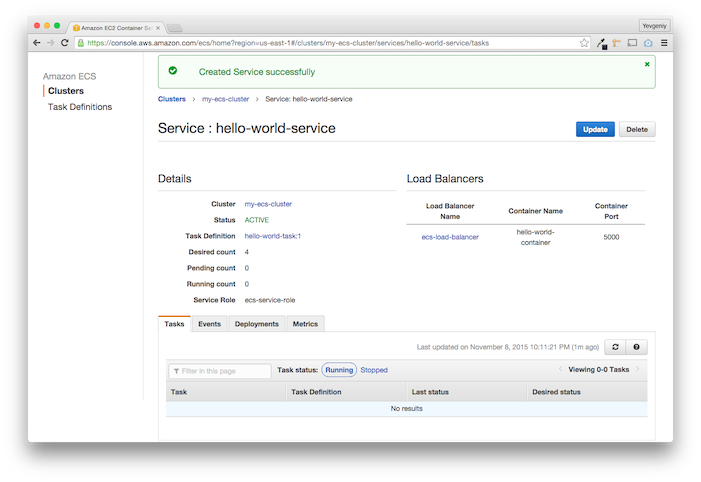 Amazon EC2 Container Se
Yevgeniy
https://console.aws.amazon.com/ecs/home?region=us-east-1#/clusters/my-ecs-cluster/services/hello-world-service/tasks
Amazon ECS
Clusters
Task Definitions
Created Service successfully
Clusters > my-ecs-cluster > Service: hello-world-service
Service : hello-world-service
Update Delete
Details
Cluster my-ecs-cluster
Status ACTIVE
Task Definition hello-world-task:1
Desired count 4
Pending count 0
Running count 0
Service Role ecs-service-role
Load Balancers
Load Balancer Name Container Name Container Port
ecs-load-balancer hello-world-container 5000
Tasks Events Deployments Metrics
Last updated on November 8, 2015 10:11:21 PM (1m ago)
Filter in this page Task status: Running Stopped < Viewing 0-0 Tasks >
Task Task Definition Last status Desired status
No results